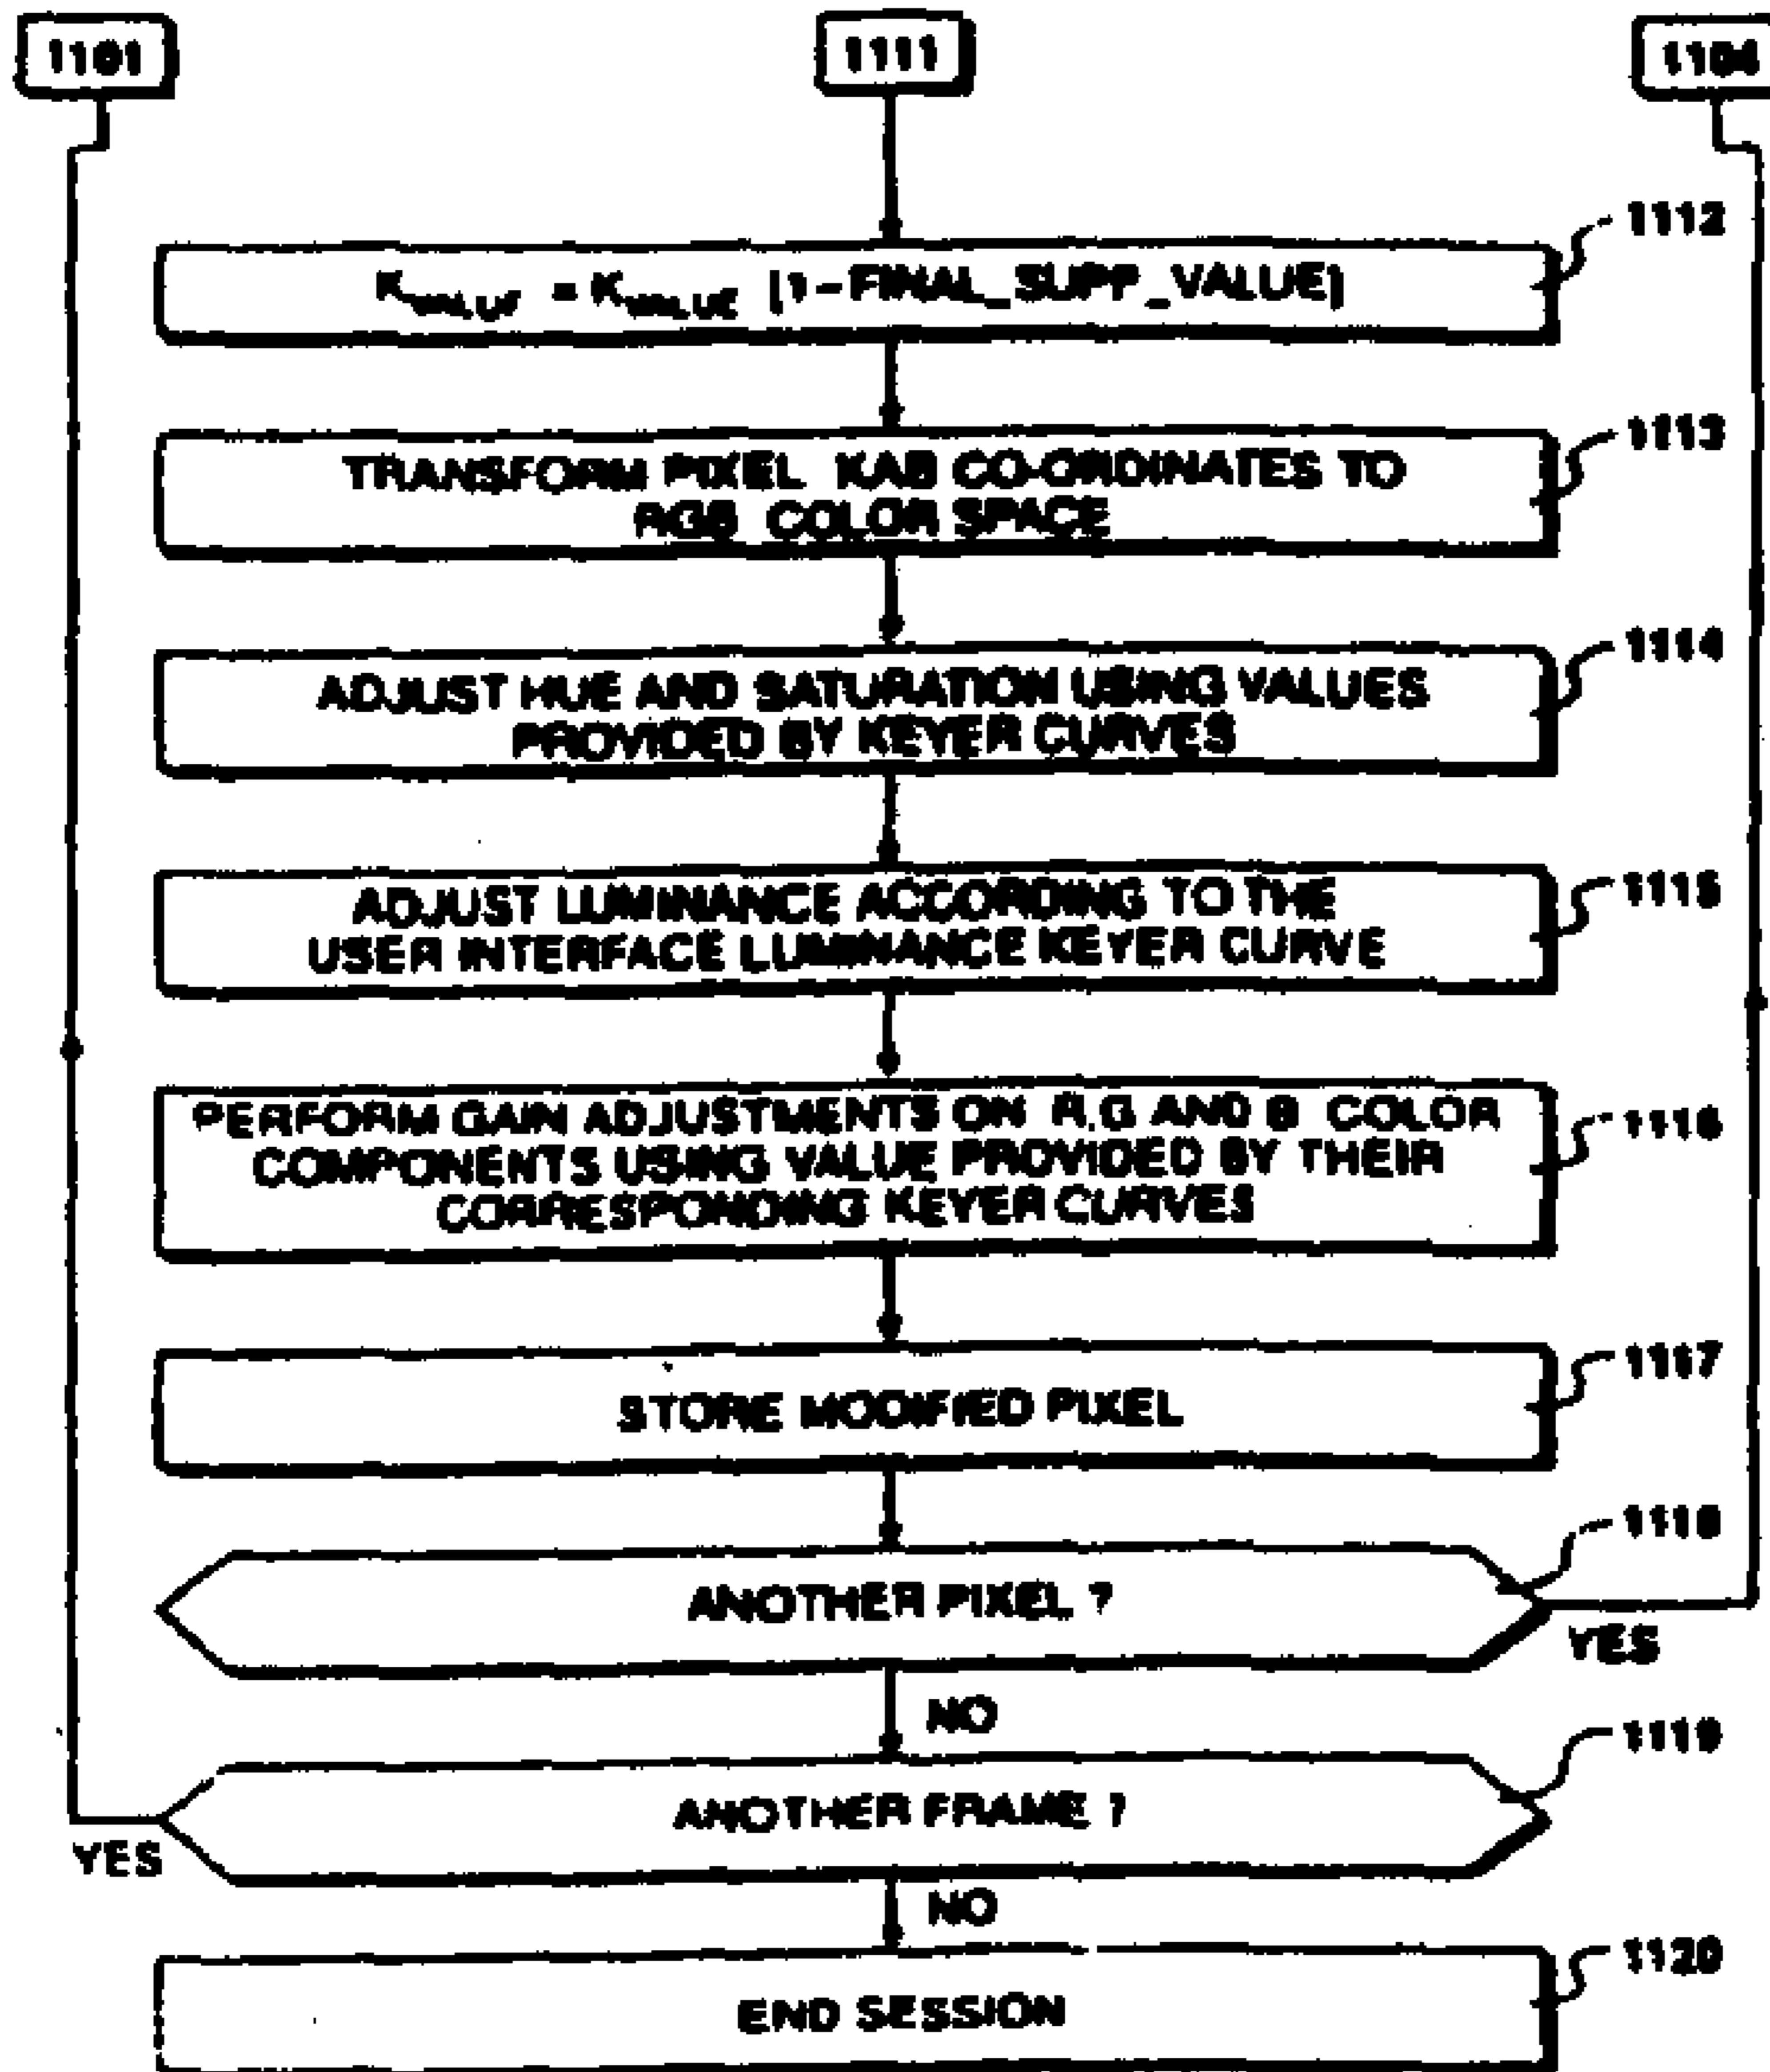 1101
1111
1104
1112
K_VALUE = K_VALUE [1-FINAL_SUPP_VALUE]
1113
TRANSFORM PIXEL KAB CO-ORDINATES TO
RGB COLOR SPACE
1114
ADJUST HUE AND SATURATION USING VALUES
PROVIDED BY KEYER CURVES
1115
ADJUST LUMINANCE ACCORDING TO THE
USER INTERFACE LUMINANCE KEYER CURVE
1116
PERFORM GAIN ADJUSTMENTS ON R,G AND B COLOR
COMPONENTS USING VALUE PROVIDED BY THEIR
CORRESPONDING KEYER CURVES
1117
STORE MODIFIED PIXEL
1118
ANOTHER PIXEL ?
YES
NO
1119
ANOTHER FRAME ?
YES
NO
1120
END SESSION